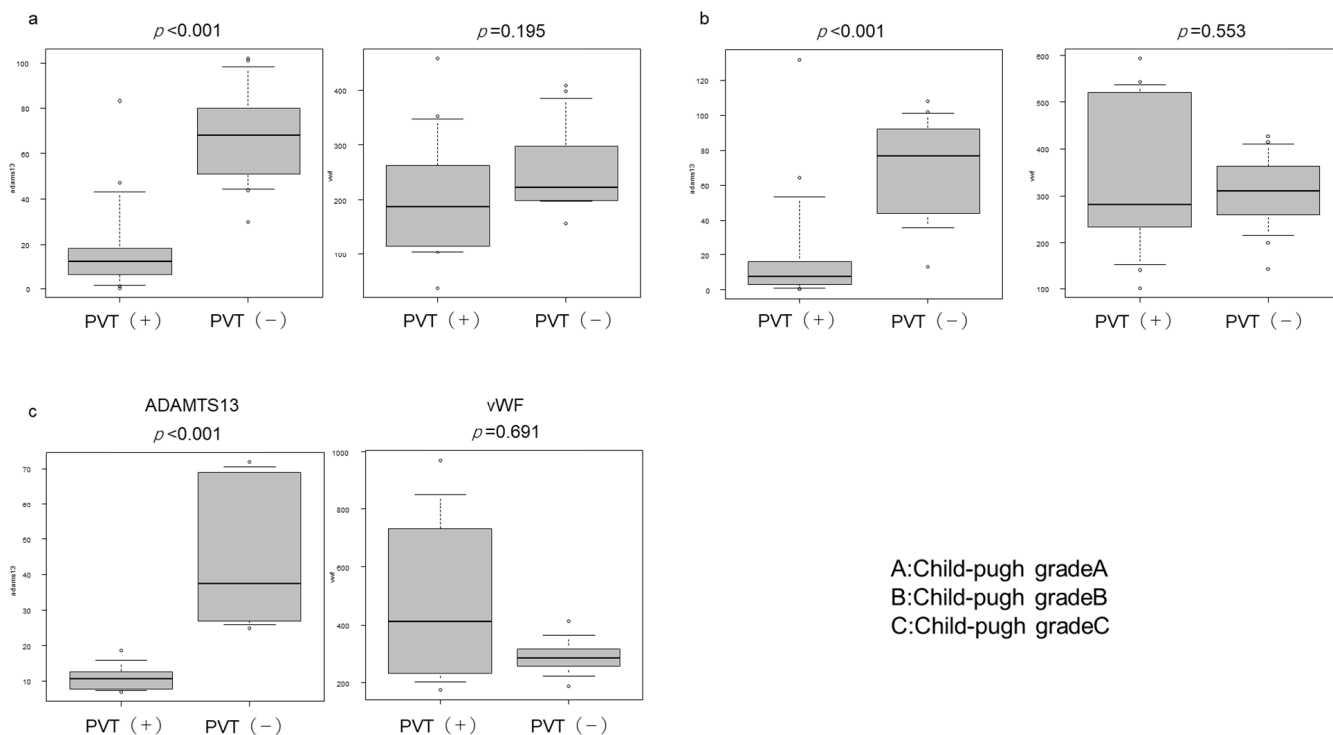 a
p<0.001
p=0.195
100
80
60
40
20
0
adams13
400
300
200
100
vwf
PVT (+)
PVT (−)
PVT (+)
PVT (−)
b
p<0.001
p=0.553
120
100
80
60
40
20
0
adams13
600
500
400
300
200
100
vwf
PVT (+)
PVT (−)
PVT (+)
PVT (−)
c
ADAMTS13
vWF
p<0.001
p=0.691
70
60
50
40
30
20
10
adams13
1000
800
600
400
200
vwf
PVT (+)
PVT (−)
PVT (+)
PVT (−)
A:Child-pugh gradeA
B:Child-pugh gradeB
C:Child-pugh gradeC